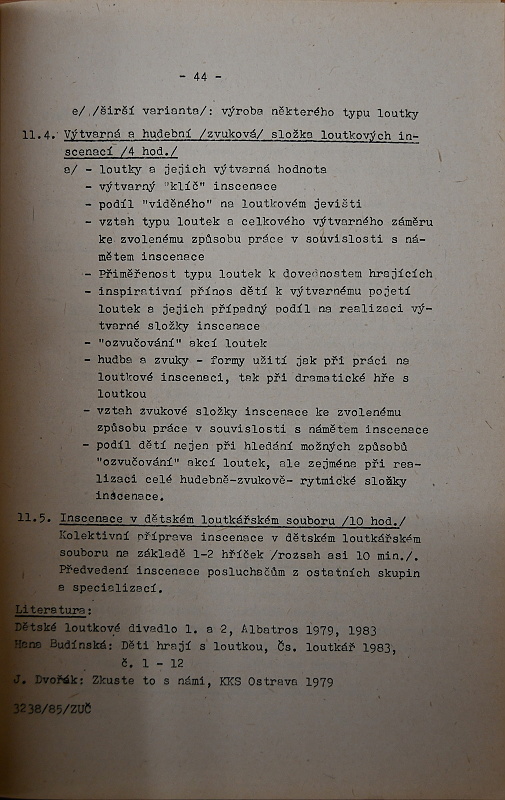 - 44 -
e/ /širší varianta/: výroba některého typu loutky
11.4. Výtvarná a hudební /zvuková/ složka loutkových in-
scenací /4 hod./
a/ - loutky a jejich výtvarná hodnota
- výtvarný "klíč" inscenace
- podíl "viděného" na loutkovém jevišti
- vztah typu loutek a celkového výtvarného záměru
ke zvolenému způsobu práce v souvislosti s ná-
mětem inscenace
- Přiměřenost typu loutek k dovednostem hrajících
- inspirativní přínos dětí k výtvarnému pojetí
loutek a jejich případný podíl na realizaci vý-
tvarné složky inscenace
- "ozvučování" akcí loutek
- hudba a zvuky - formy užití jak při práci na
loutkové inscenaci, tak při dramatické hře s
loutkou
- vztah zvukové složky inscenace ke zvolenému
způsobu práce v souvislosti s námětem inscenace
- podíl dětí nejen při hledání možných způsobů
"ozvučování" akcí loutek, ale zejména při rea-
lizaci celé hudebně-zvukově- rytmické složky
inscenace.
11.5. Inscenace v dětském loutkářském souboru /10 hod./
Kolektivní příprava inscenace v dětském loutkářském
souboru na základě 1-2 hříček /rozsah asi 10 min./.
Předvedení inscenace posluchačům z ostatních skupin
a specializací.
Literatura:
Dětské loutkové divadlo 1. a 2, Albatros 1979, 1983
Hana Budínská: Děti hrají s loutkou, Čs. loutkář 1983,
č. 1 - 12
J. Dvořák: Zkuste to s námi, KKS Ostrava 1979
3238/85/ZUČ